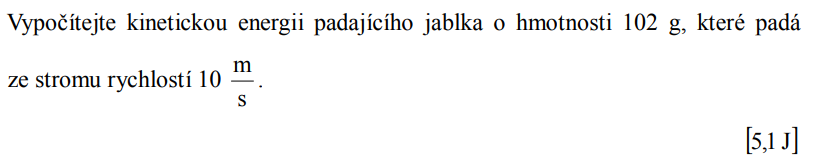 Vypočítejte kinetickou energii padajícího jablka o hmotnosti 102 g, které padá
ze stromu rychlostí 10 m/s.
[5,1 J]